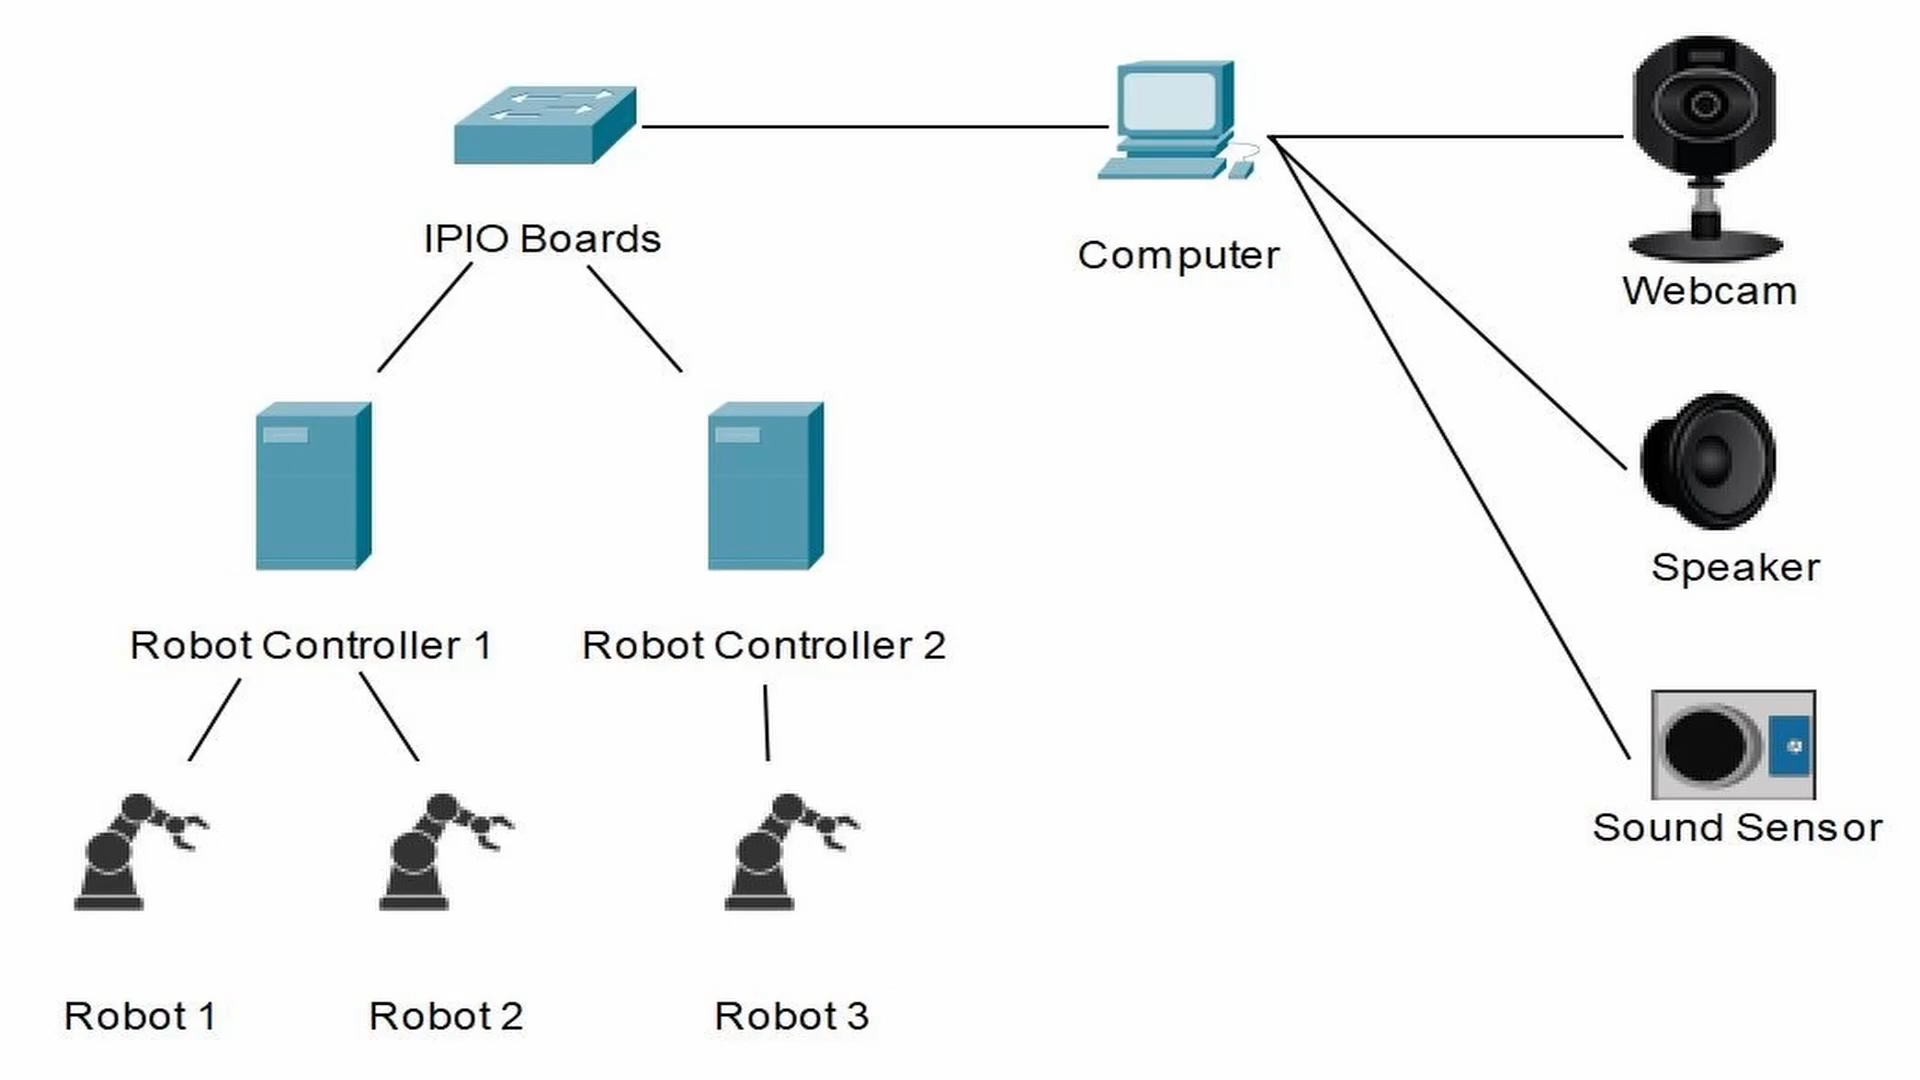 IPIO Boards
Computer
Webcam
Speaker
Robot Controller 1
Robot Controller 2
Sound Sensor
Robot 1
Robot 2
Robot 3